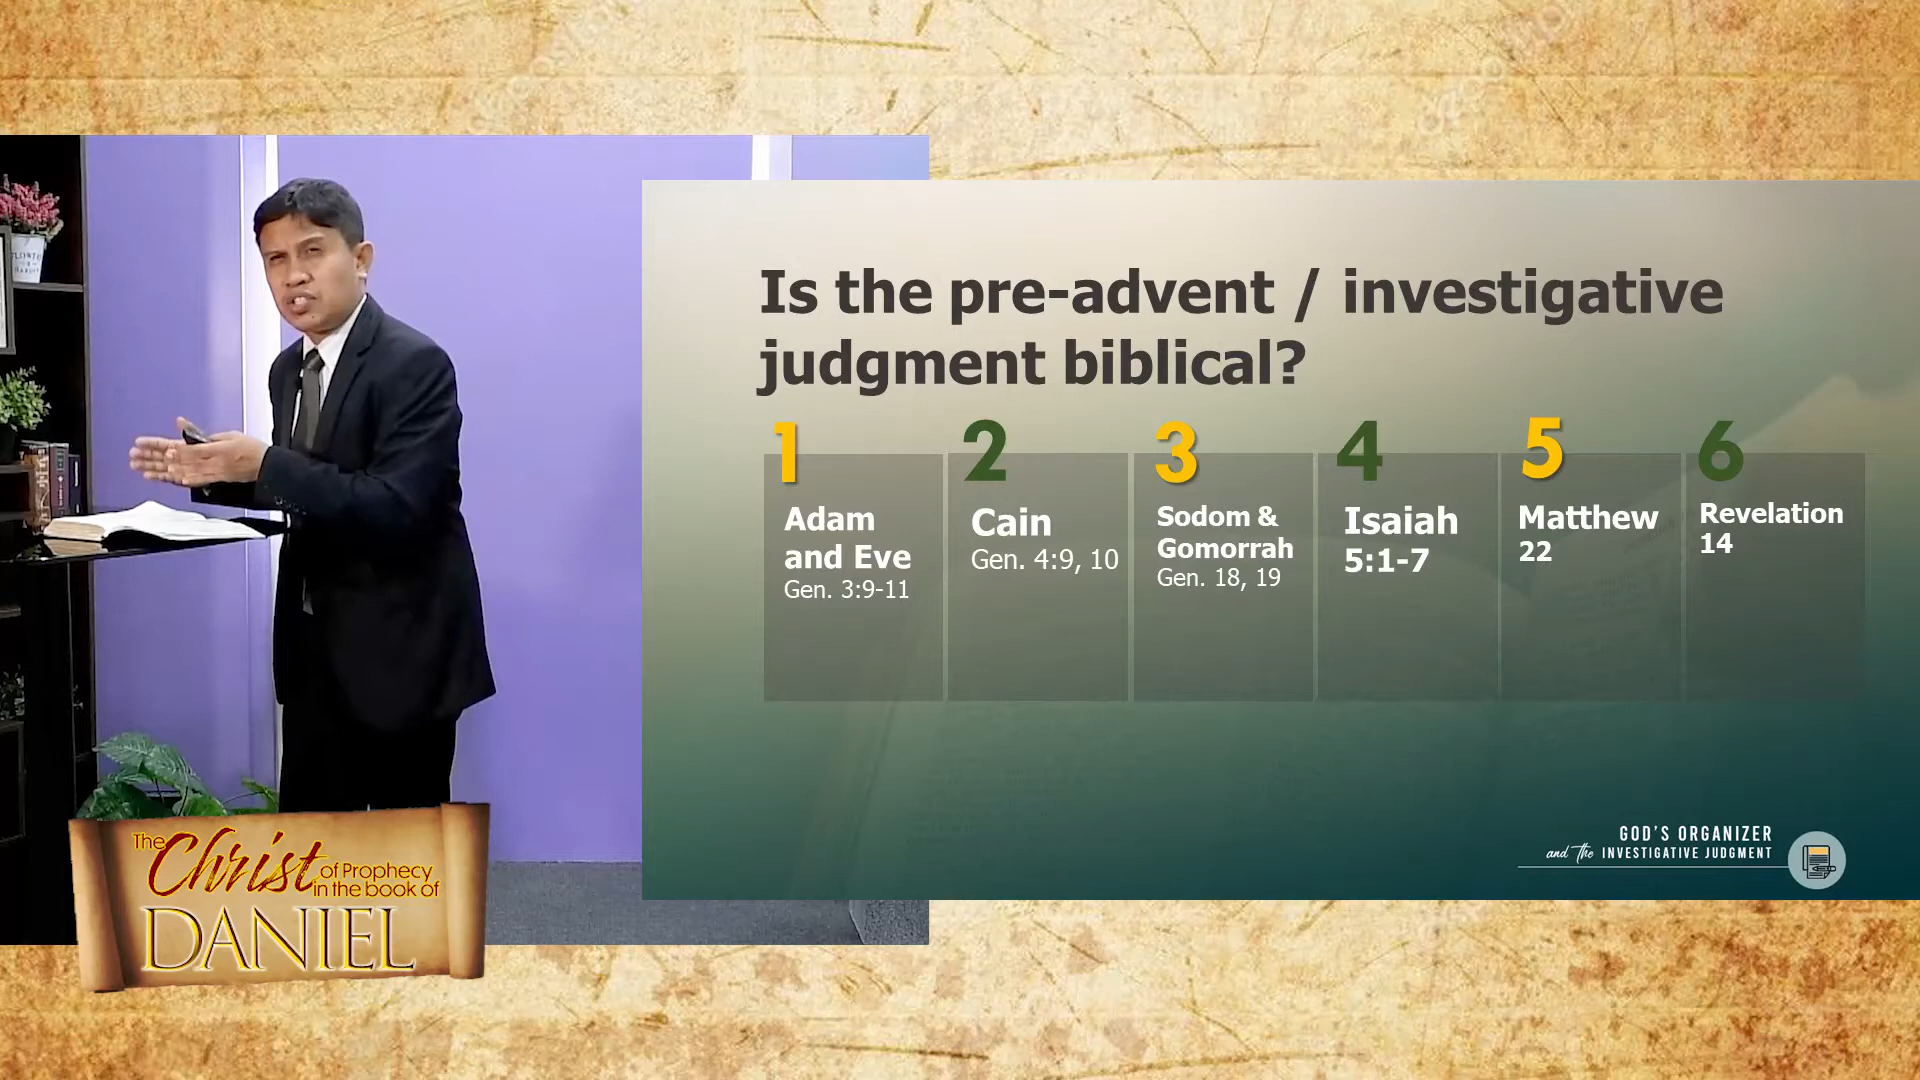 Is the pre-advent / investigative
judgment biblical?
1
Adam
and Eve
Gen. 3:9-11
2
Cain
Gen. 4:9, 10
3
Sodom &
Gomorrah
Gen. 18, 19
4
Isaiah
5:1-7
5
Matthew
22
6
Revelation
14
GOD'S ORGANIZER
and the INVESTIGATIVE JUDGMENT
The Christ of Prophecy
in the book of
DANIEL